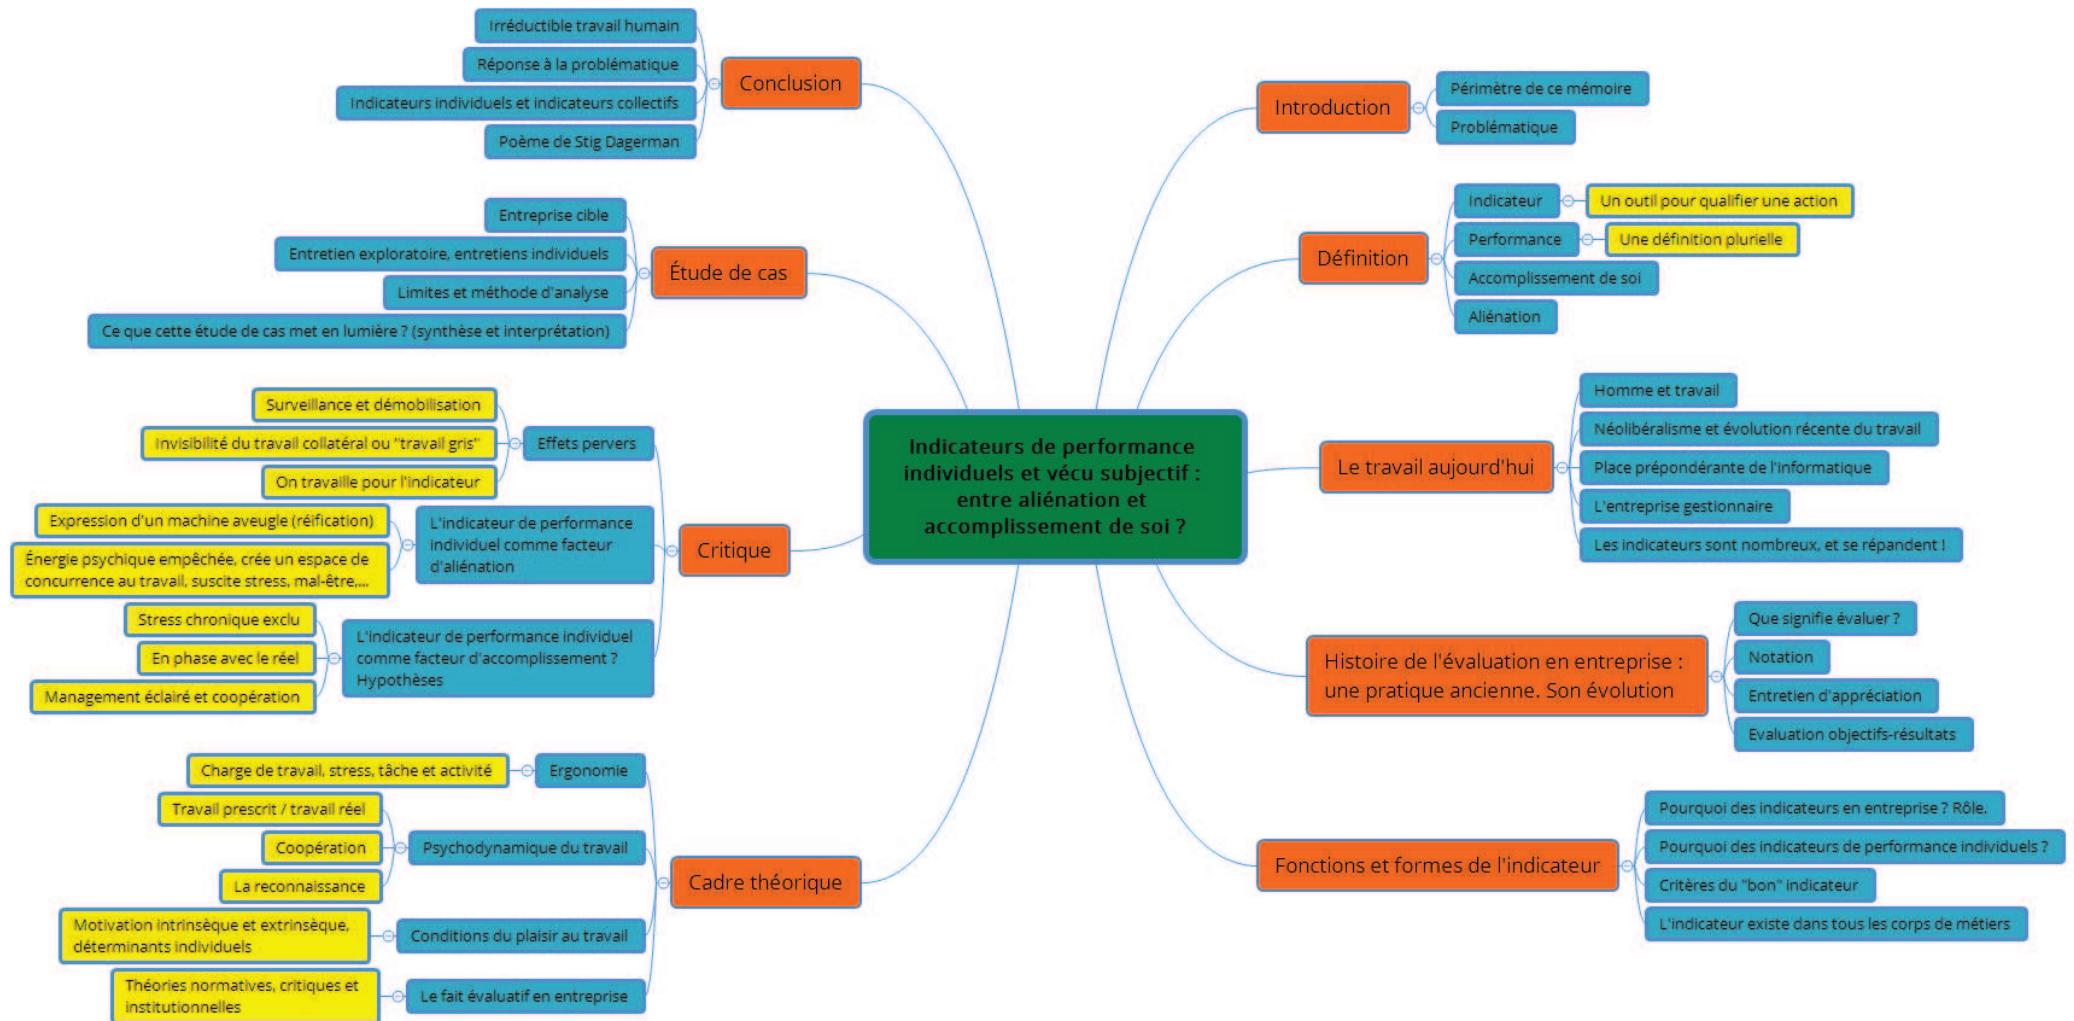 Indicateurs de performance
individuels et vécu subjectif :
entre aliénation et
accomplissement de soi ?
Introduction
Périmètre de ce mémoire
Problématique
Définition
Indicateur
Un outil pour qualifier une action
Performance
Une définition plurielle
Accomplissement de soi
Aliénation
Le travail aujourd'hui
Homme et travail
Néolibéralisme et évolution récente du travail
Place prépondérante de l'informatique
L'entreprise gestionnaire
Les indicateurs sont nombreux, et se répandent !
Histoire de l'évaluation en entreprise :
une pratique ancienne. Son évolution
Que signifie évaluer ?
Notation
Entretien d'appréciation
Evaluation objectifs-résultats
Fonctions et formes de l'indicateur
Pourquoi des indicateurs en entreprise ? Rôle.
Pourquoi des indicateurs de performance individuels ?
Critères du "bon" indicateur
L'indicateur existe dans tous les corps de métiers
Conclusion
Irréductible travail humain
Réponse à la problématique
Indicateurs individuels et indicateurs collectifs
Poème de Stig Dagerman
Étude de cas
Entreprise cible
Entretien exploratoire, entretiens individuels
Limites et méthode d'analyse
Ce que cette étude de cas met en lumière ? (synthèse et interprétation)
Critique
Effets pervers
Surveillance et démobilisation
Invisibilité du travail collatéral ou "travail gris"
On travaille pour l'indicateur
L'indicateur de performance
individuel comme facteur
d'aliénation
Expression d'un machine aveugle (réification)
Énergie psychique empêchée, crée un espace de
concurrence au travail, suscite stress, mal-être,...
L'indicateur de performance individuel
comme facteur d'accomplissement ?
Hypothèses
Stress chronique exclu
En phase avec le réel
Management éclairé et coopération
Cadre théorique
Ergonomie
Charge de travail, stress, tâche et activité
Psychodynamique du travail
Travail prescrit / travail réel
Coopération
La reconnaissance
Conditions du plaisir au travail
Motivation intrinsèque et extrinsèque,
déterminants individuels
Le fait évaluatif en entreprise
Théories normatives, critiques et
institutionnelles